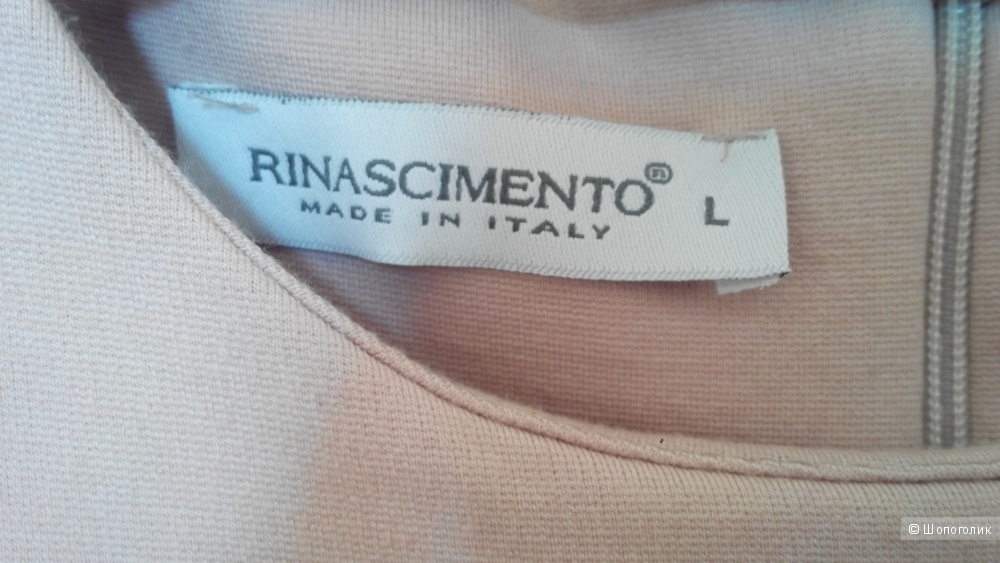 RINASCIMENTO® L
MADE IN ITALY
© Шопоголик